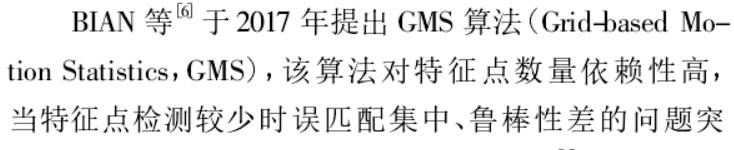 BIAN 等[6] 于 2017 年提出 GMS 算法(Grid-based Mo-
tion Statistics,GMS),该算法对特征点数量依赖性高,
当特征点检测较少时误匹配集中、鲁棒性差的问题突